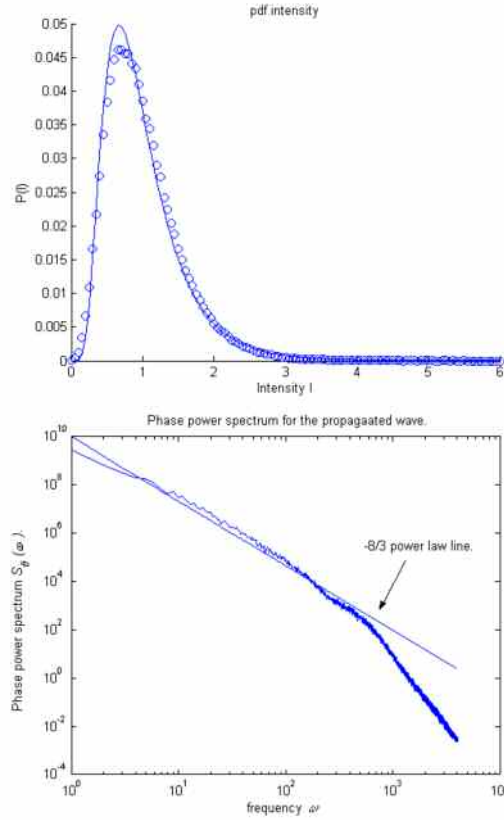 pdf intensity
0.05
0.045
0.04
0.035
0.03
0.025
0.02
0.015
0.01
0.005
0
P(I)
0 1 2 3 4 5 6
Intensity I
Phase power spectrum for the propagaated wave.
10^10
10^8
10^6
10^4
10^2
10^0
10^-2
10^-4
Phase power spectrum S_θ(ω).
-8/3 power law line.
10^0 10^1 10^2 10^3 10
frequency ω